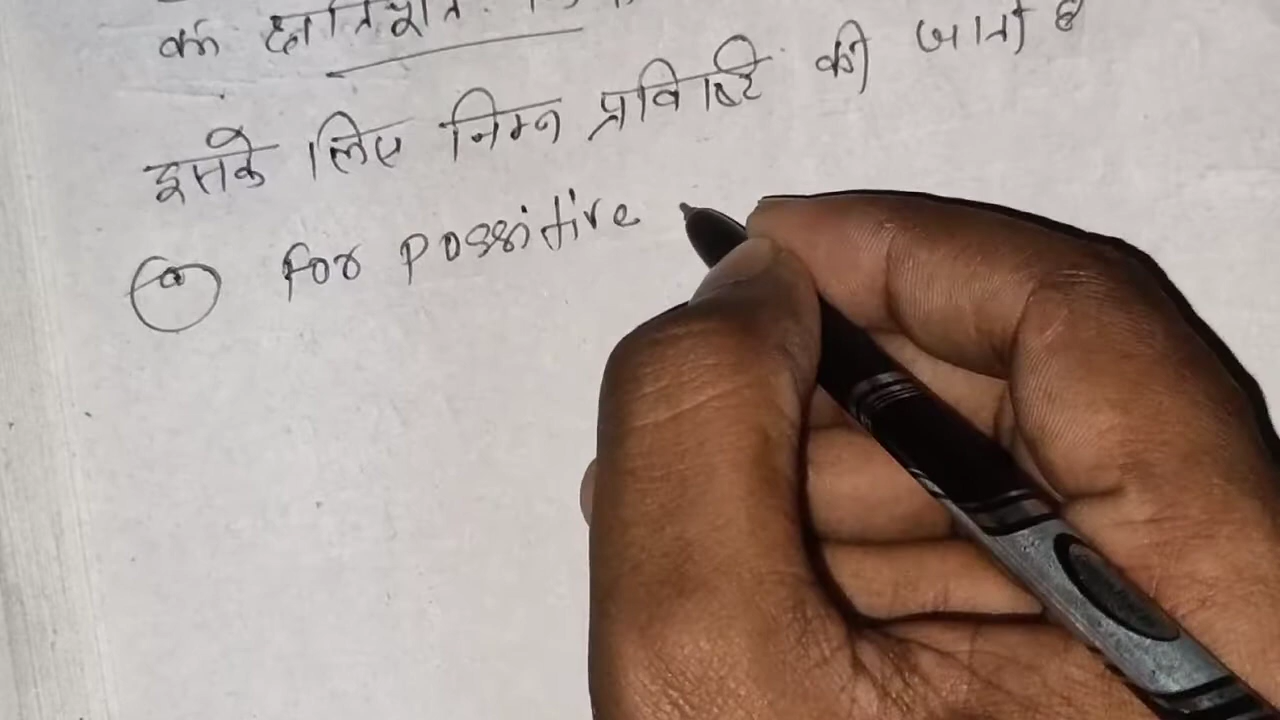 का क्षतिपूर्ति
इसके लिए निम्न प्रविष्टि की जाती है
(a) for possitive